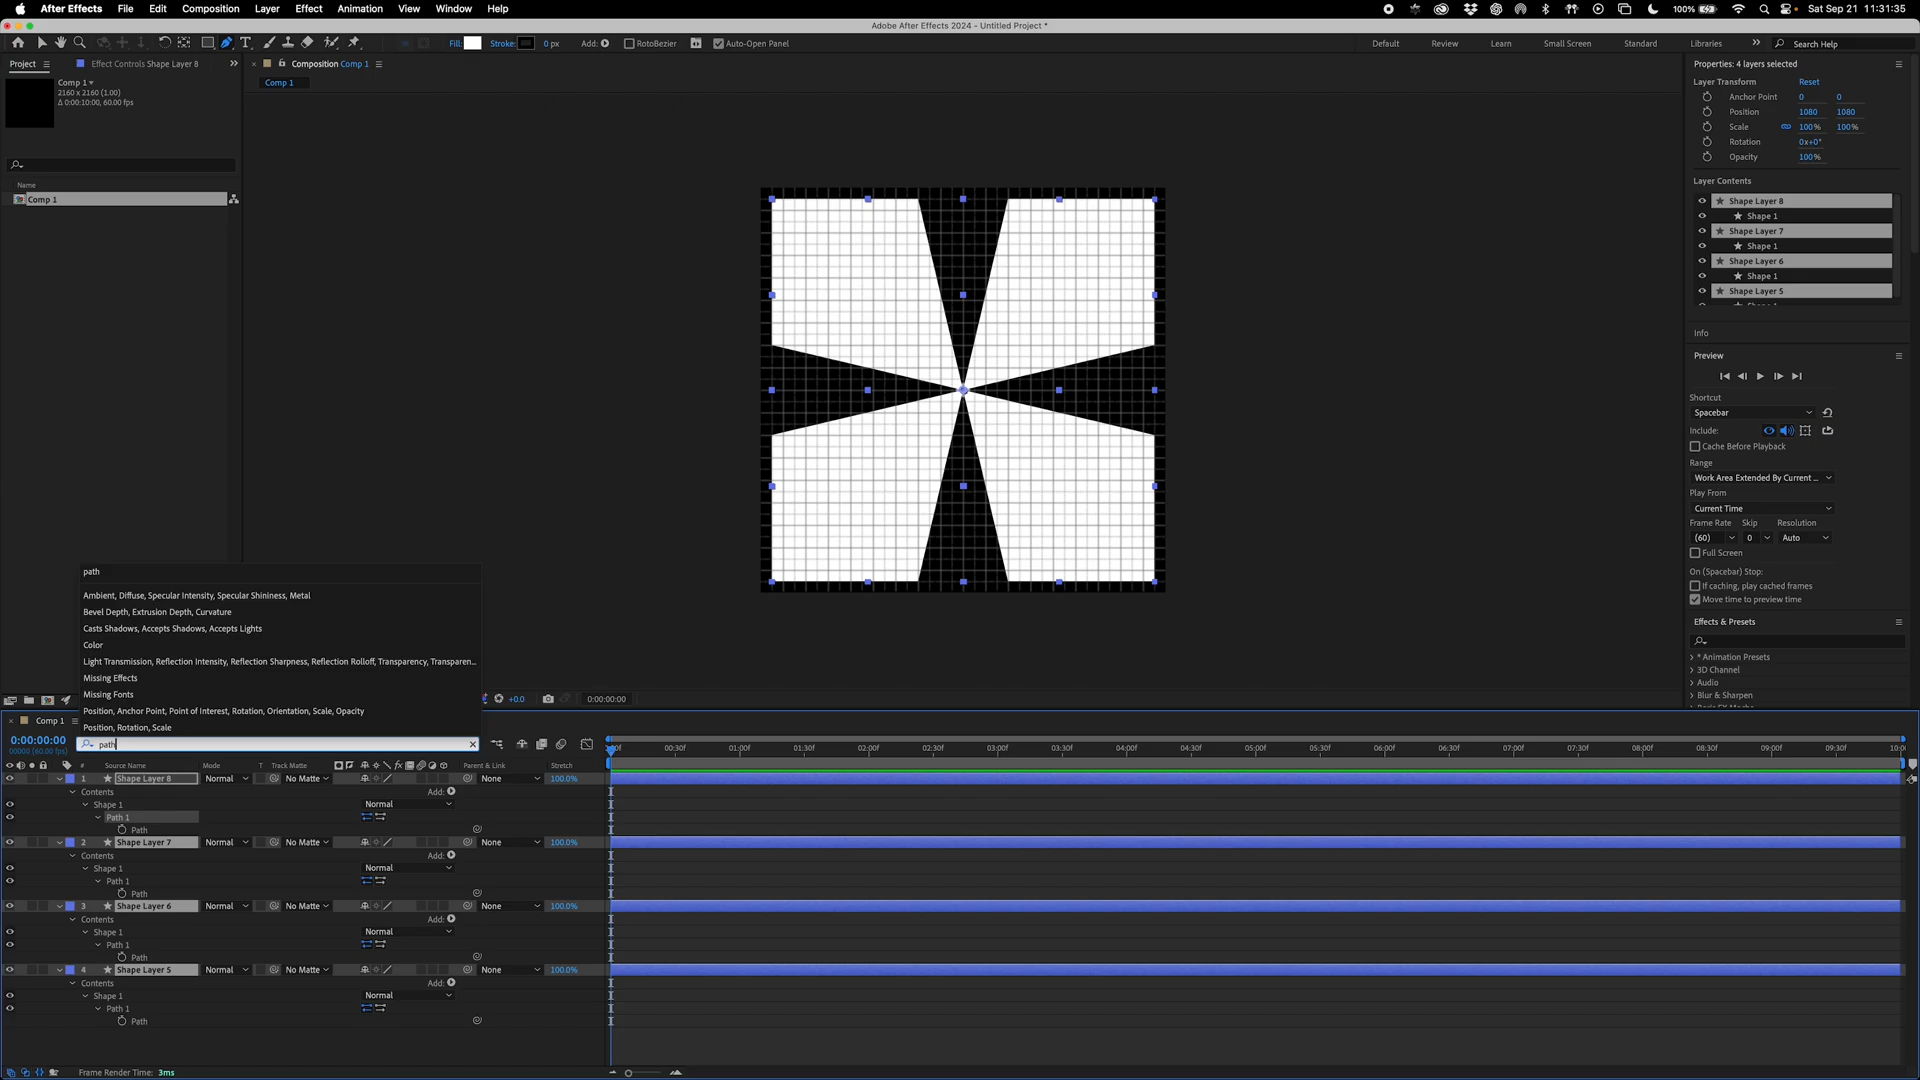 After Effects File Edit Composition Layer Effect Animation View Window Help 100% Sat Sep 21 11:31:35
Adobe After Effects 2024 - Untitled Project *
Fill: Stroke: 0 px Add: RotoBezier Auto-Open Panel Default Review Learn Small Screen Standard Libraries Search Help
Project Effect Controls Shape Layer 8 Composition Comp 1 Properties: 4 layers selected
Comp 1
2160 x 2160 (1.00)
Δ 0:00:10:00, 60.00 fps
Comp 1
Layer Transform Reset
Anchor Point 0 0
Position 1080 1080
Scale 100% 100%
Rotation 0x+0°
Opacity 100%
Layer Contents
Shape Layer 8
Shape 1
Shape Layer 7
Shape 1
Shape Layer 6
Shape 1
Shape Layer 5
Name
Comp 1
Info
Preview
Shortcut
Spacebar
Include:
Cache Before Playback
Range
Work Area Extended By Current ...
Play From
Current Time
Frame Rate Skip Resolution
(60) 0 Auto
Full Screen
On (Spacebar) Stop:
If caching, play cached frames
Move time to preview time
Effects & Presets
* Animation Presets
3D Channel
Audio
Blur & Sharpen
path
Ambient, Diffuse, Specular Intensity, Specular Shininess, Metal
Bevel Depth, Extrusion Depth, Curvature
Casts Shadows, Accepts Shadows, Accepts Lights
Color
Light Transmission, Reflection Intensity, Reflection Sharpness, Reflection Rolloff, Transparency, Transparen...
Missing Effects
Missing Fonts
Position, Anchor Point, Point of Interest, Rotation, Orientation, Scale, Opacity
Position, Rotation, Scale
+0.0 0:00:00:00
Comp 1
0:00:00:00
00000 (60.00 fps)
path
00:30f 01:00f 01:30f 02:00f 02:30f 03:00f 03:30f 04:00f 04:30f 05:00f 05:30f 06:00f 06:30f 07:00f 07:30f 08:00f 08:30f 09:00f 09:30f 10:0
# Source Name Mode T Track Matte Parent & Link Stretch
1 Shape Layer 8 Normal No Matte None 100.0%
Contents Add:
Shape 1 Normal
Path 1
Path
2 Shape Layer 7 Normal No Matte None 100.0%
Contents Add:
Shape 1 Normal
Path 1
Path
3 Shape Layer 6 Normal No Matte None 100.0%
Contents Add:
Shape 1 Normal
Path 1
Path
4 Shape Layer 5 Normal No Matte None 100.0%
Contents Add:
Shape 1 Normal
Path 1
Path
Frame Render Time: 3ms